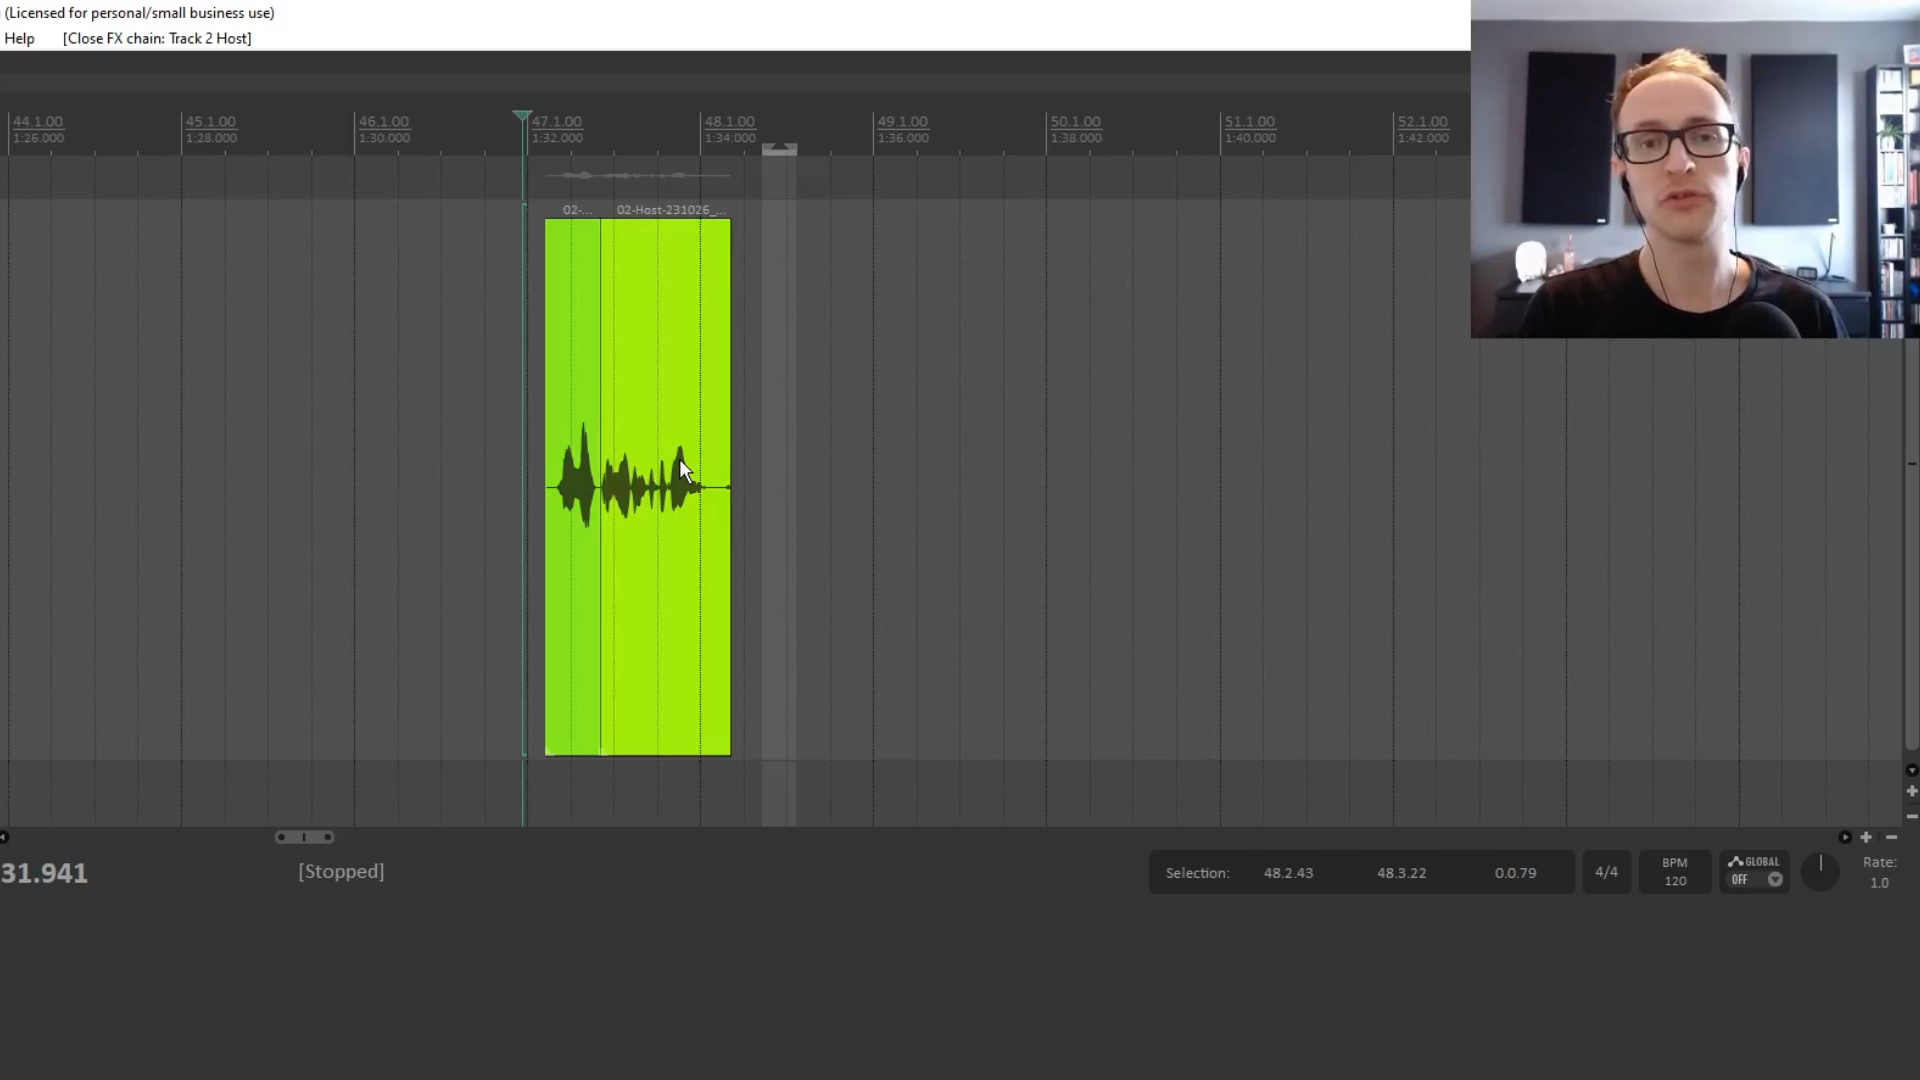 (Licensed for personal/small business use)
Help [Close FX chain: Track 2 Host]
44.1.00 45.1.00 46.1.00 47.1.00 48.1.00 49.1.00 50.1.00 51.1.00 52.1.00
1:26.000 1:28.000 1:30.000 1:32.000 1:34.000 1:36.000 1:38.000 1:40.000 1:42.000
02-... 02-Host-231026_...
31.941 [Stopped]
Selection: 48.2.43 48.3.22 0.0.79
4/4
BPM
120
GLOBAL
OFF
Rate:
1.0